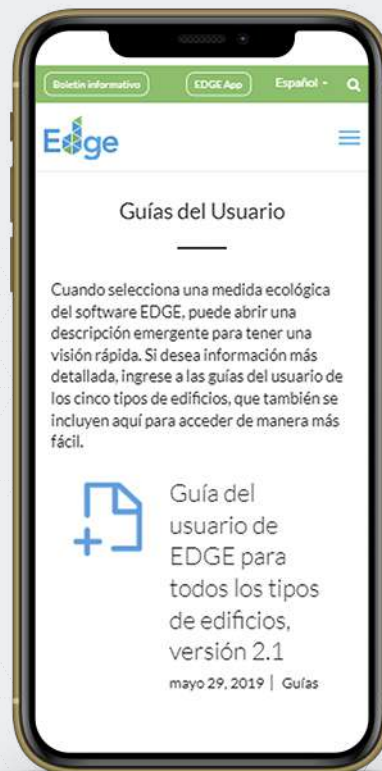 Boletín informativo EDGE App Español
Edge
Guías del Usuario
Cuando selecciona una medida ecológica
del software EDGE, puede abrir una
descripción emergente para tener una
visión rápida. Si desea información más
detallada, ingrese a las guías del usuario de
los cinco tipos de edificios, que también se
incluyen aquí para acceder de manera más
fácil.
Guía del
usuario de
EDGE para
todos los tipos
de edificios,
versión 2.1
mayo 29, 2019 | Guías